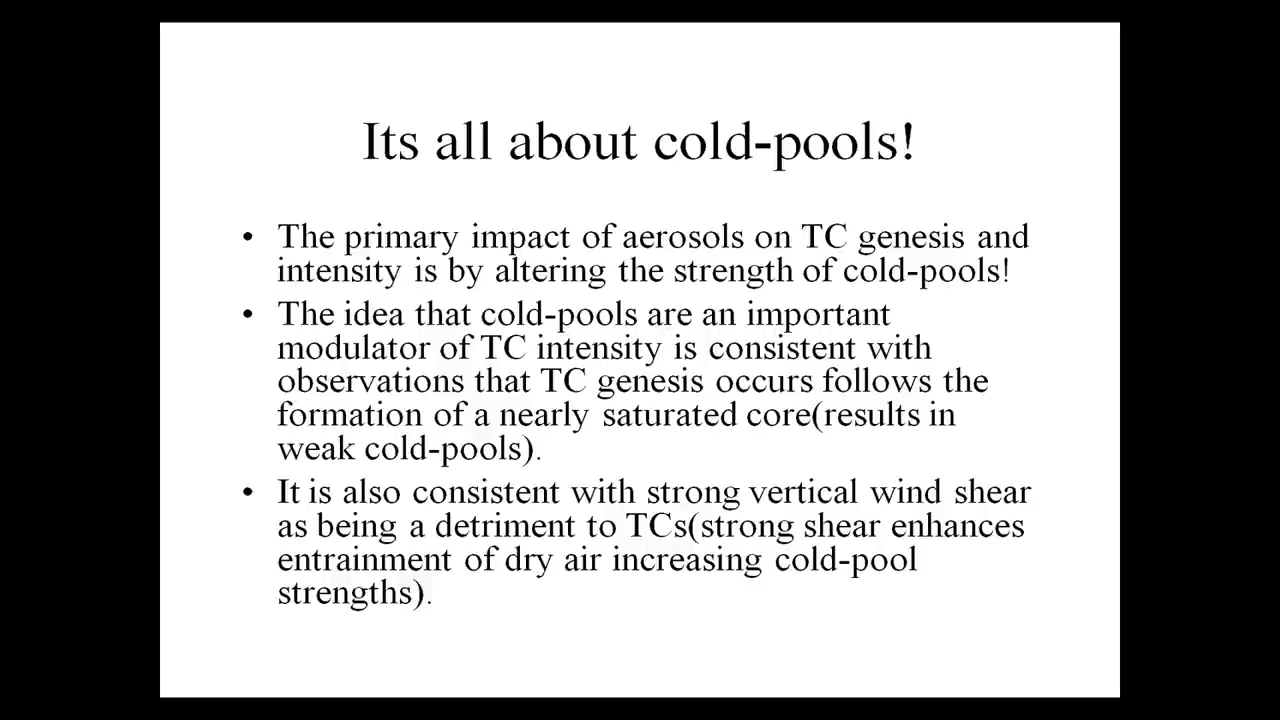 Its all about cold-pools!
• The primary impact of aerosols on TC genesis and
intensity is by altering the strength of cold-pools!
• The idea that cold-pools are an important
modulator of TC intensity is consistent with
observations that TC genesis occurs follows the
formation of a nearly saturated core(results in
weak cold-pools).
• It is also consistent with strong vertical wind shear
as being a detriment to TCs(strong shear enhances
entrainment of dry air increasing cold-pool
strengths).